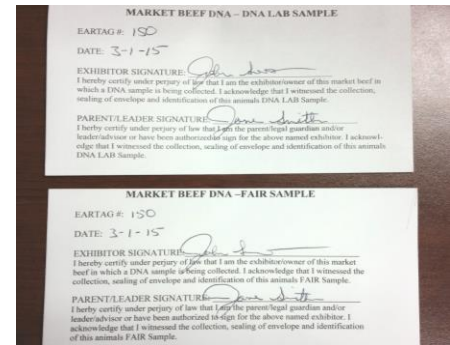 MARKET BEEF DNA – DNA LAB SAMPLE
EARTAG #: 150
DATE: 3-1-15
EXHIBITOR SIGNATURE: John
I hereby certify under perjury of law that I am the exhibitor/owner of this market beef in
which a DNA sample is being collected. I acknowledge that I witnessed the collection,
sealing of envelope and identification of this animals DNA LAB Sample.
PARENT/LEADER SIGNATURE: Jane Smith
I herby certify under perjury of law that I am the parent/legal guardian and/or
leader/advisor or have been authorized to sign for the above named exhibitor. I acknowl-
edge that I witnessed the collection, sealing of envelope and identification of this animals
DNA LAB Sample.
MARKET BEEF DNA –FAIR SAMPLE
EARTAG #: 150
DATE: 3-1-15
EXHIBITOR SIGNATURE: John
I hereby certify under perjury of law that I am the exhibitor/owner of this market
beef in which a DNA sample is being collected. I acknowledge that I witnessed the
collection, sealing of envelope and identification of this animals FAIR Sample.
PARENT/LEADER SIGNATURE: Jane Smith
I herby certify under perjury of law that I am the parent/legal guardian and/or
leader/advisor or have been authorized to sign for the above named exhibitor. I
acknowledge that I witnessed the collection, sealing of envelope and identification
of this animals FAIR Sample.